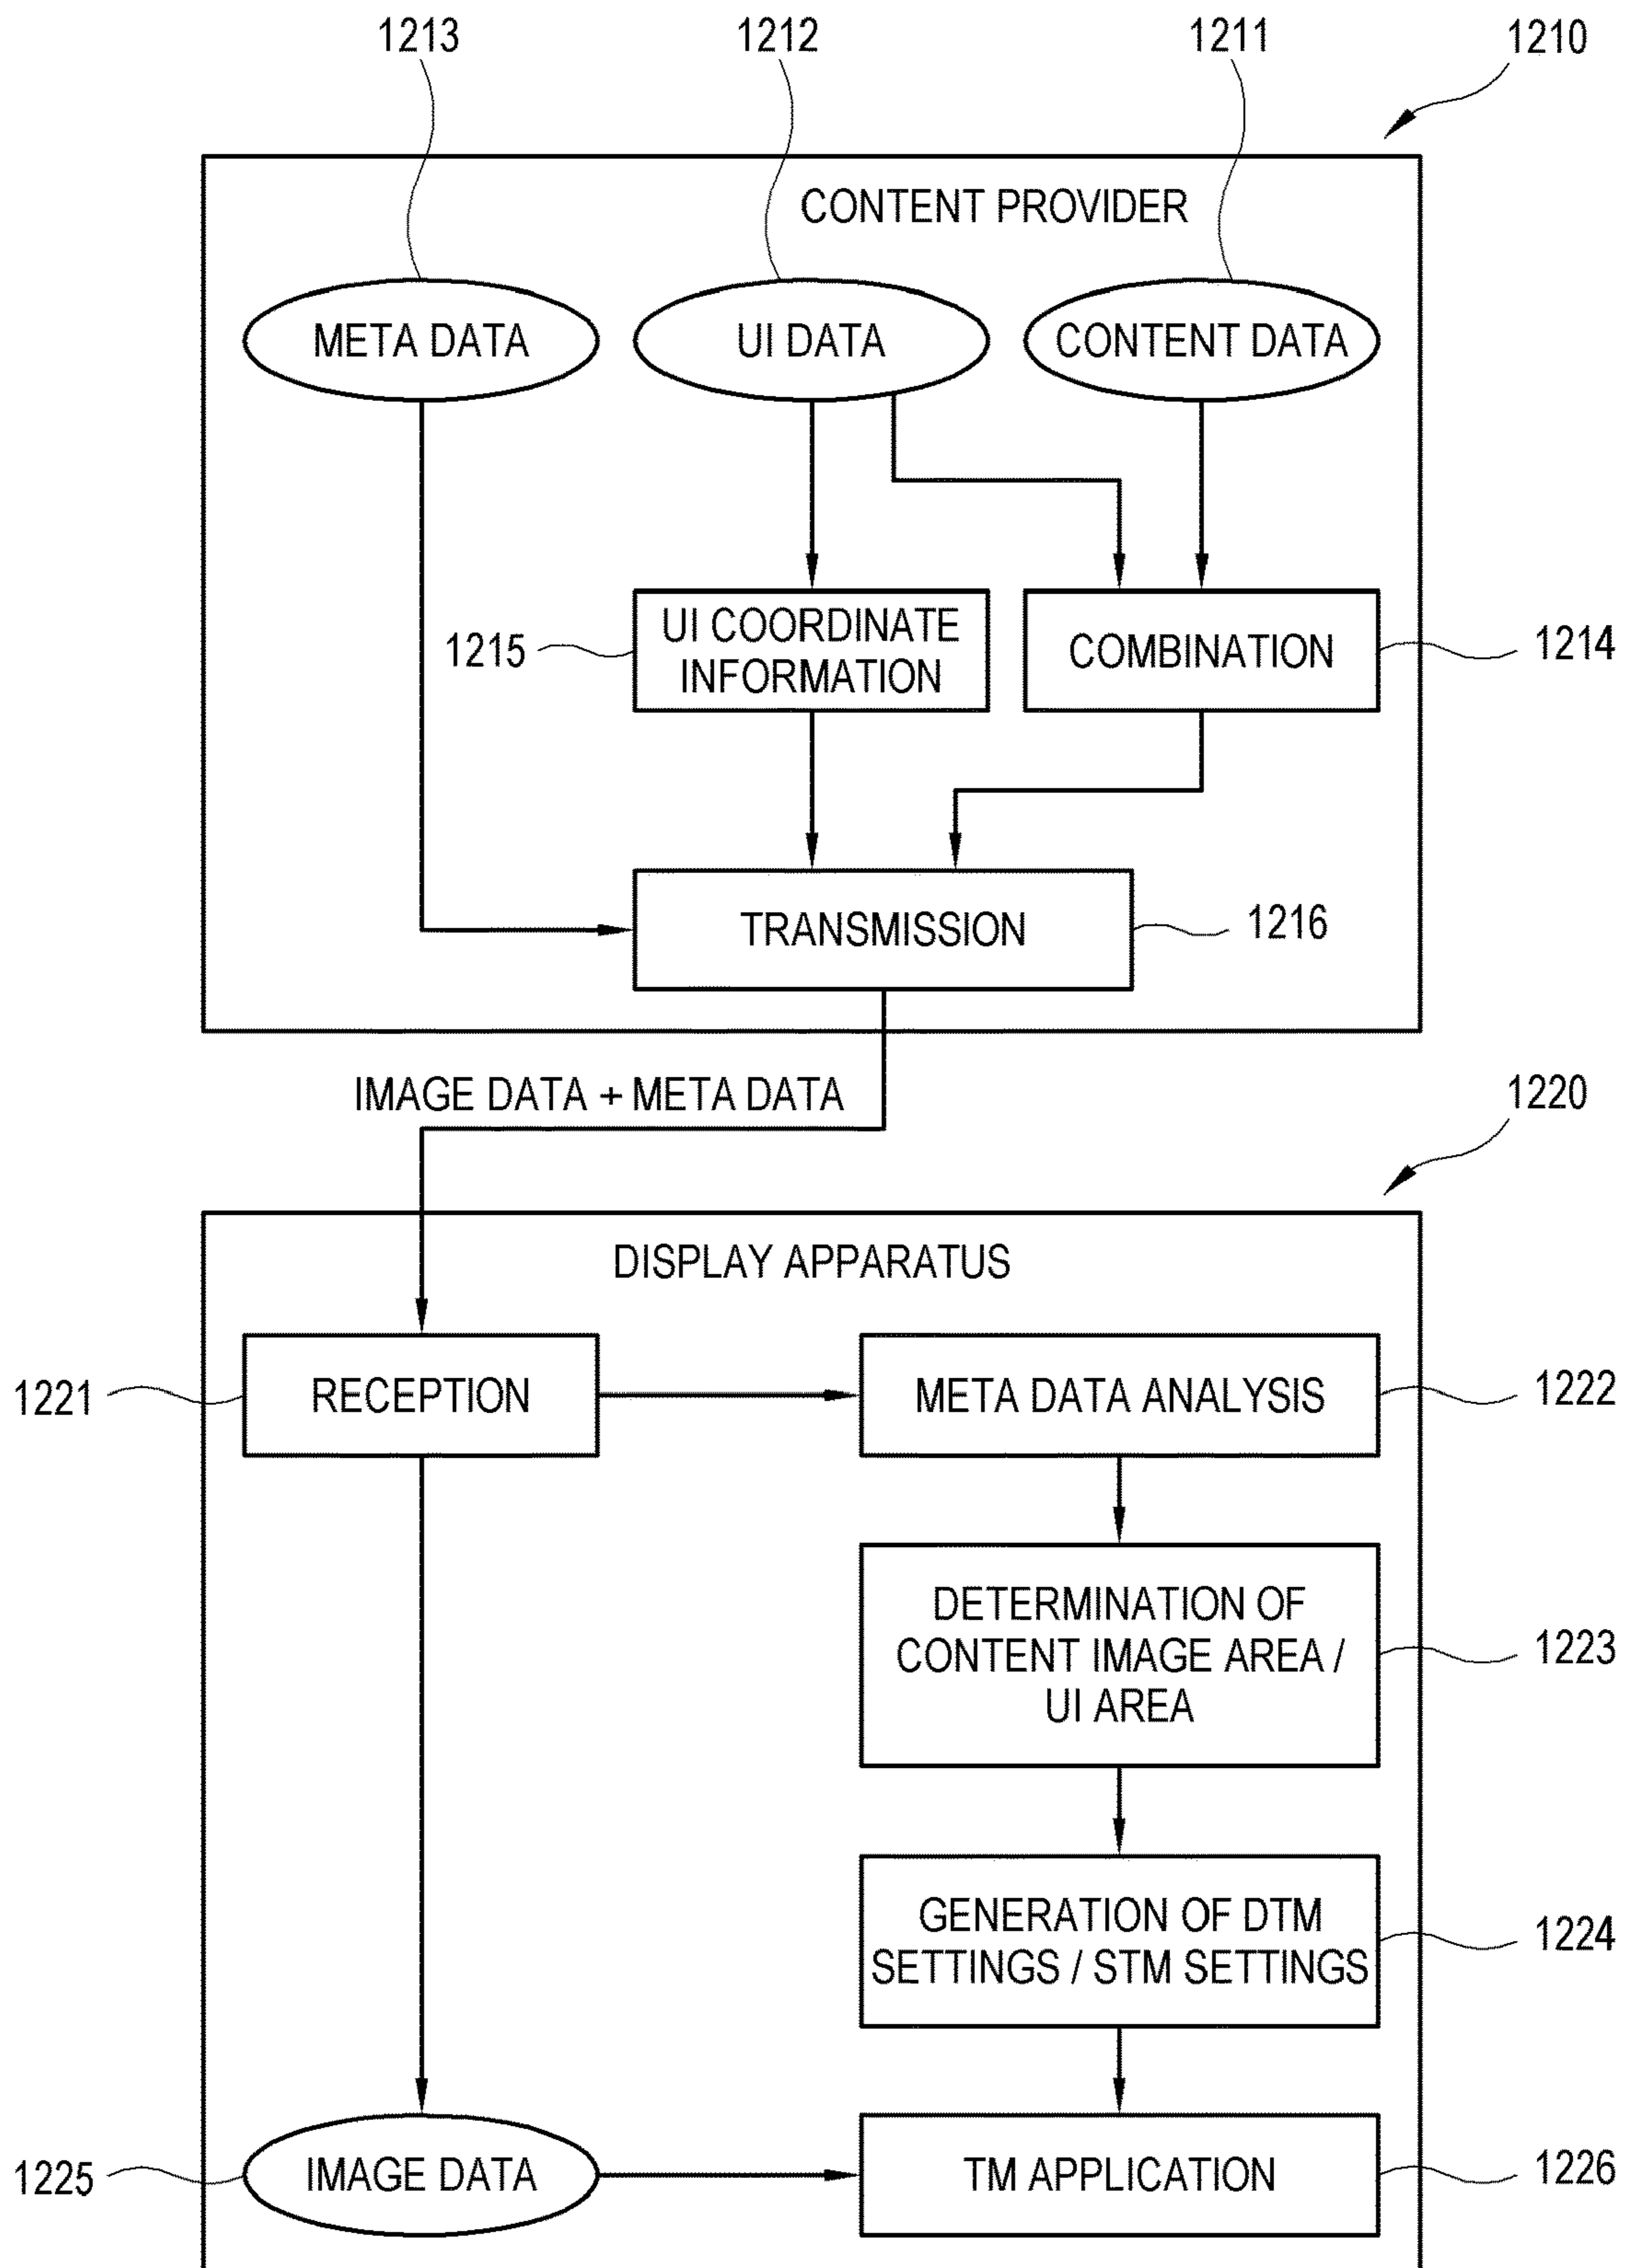 1213
1212
1211
1210
CONTENT PROVIDER
META DATA
UI DATA
CONTENT DATA
1215
UI COORDINATE
INFORMATION
COMBINATION
1214
TRANSMISSION
1216
IMAGE DATA + META DATA
1220
DISPLAY APPARATUS
1221
RECEPTION
META DATA ANALYSIS
1222
DETERMINATION OF
CONTENT IMAGE AREA /
UI AREA
1223
GENERATION OF DTM
SETTINGS / STM SETTINGS
1224
1225
IMAGE DATA
TM APPLICATION
1226